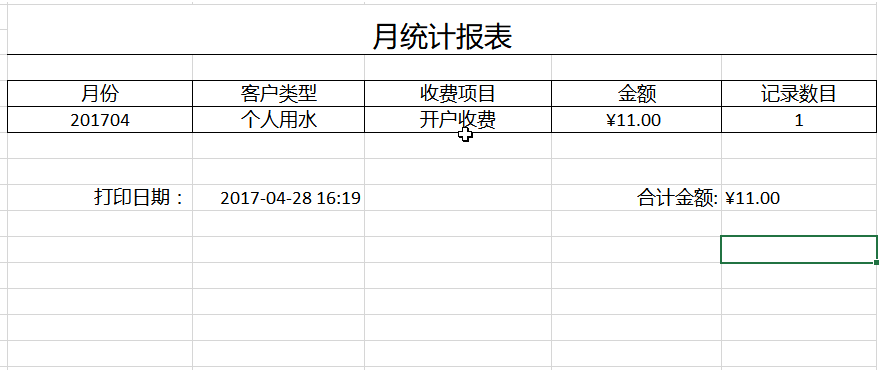 月统计报表
月份 客户类型 收费项目 金额 记录数目
201704 个人用水 开户收费 ¥11.00 1
打印日期： 2017-04-28 16:19 合计金额: ¥11.00